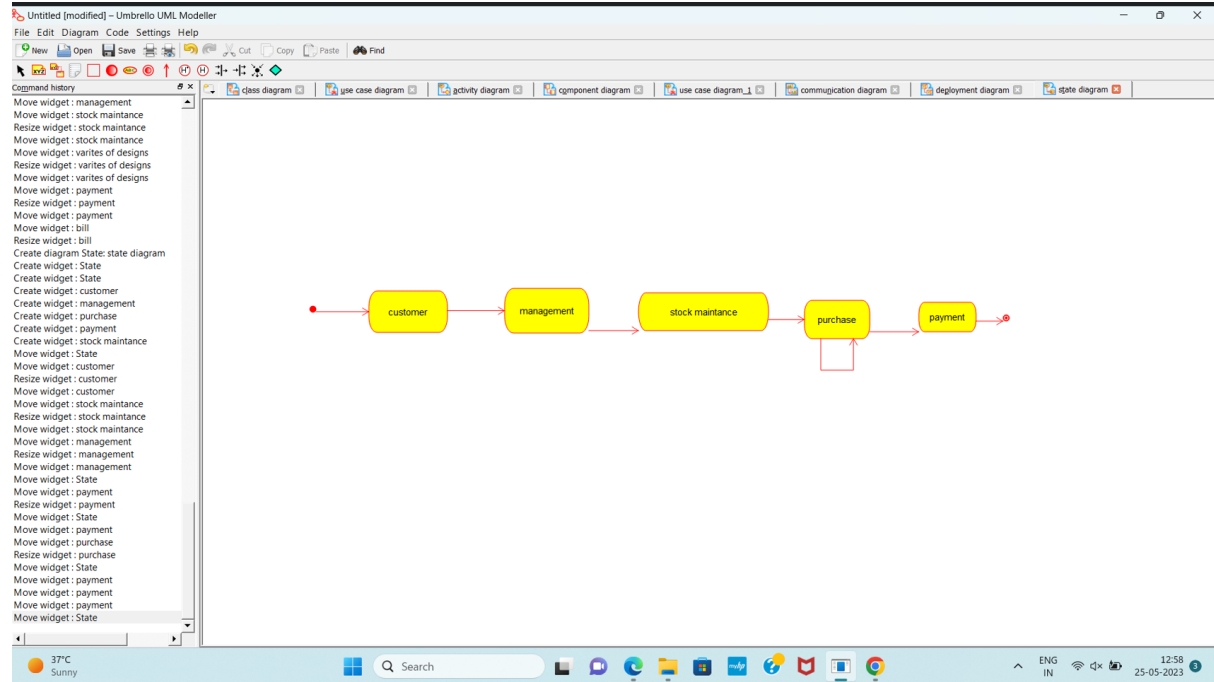 Untitled [modified] – Umbrello UML Modeller
File Edit Diagram Code Settings Help
New Open Save Cut Copy Paste Find
Command history
class diagram use case diagram activity diagram component diagram use case diagram_1 communication diagram deployment diagram state diagram
Move widget : management
Move widget : stock maintance
Resize widget : stock maintance
Move widget : stock maintance
Move widget : varites of designs
Resize widget : varites of designs
Move widget : varites of designs
Move widget : payment
Resize widget : payment
Move widget : payment
Move widget : bill
Resize widget : bill
Create diagram State: state diagram
Create widget : State
Create widget : State
Create widget : customer
Create widget : management
Create widget : purchase
Create widget : payment
Create widget : stock maintance
Move widget : State
Move widget : customer
Resize widget : customer
Move widget : customer
Move widget : stock maintance
Resize widget : stock maintance
Move widget : stock maintance
Move widget : management
Resize widget : management
Move widget : management
Move widget : State
Move widget : payment
Resize widget : payment
Move widget : State
Move widget : payment
Move widget : purchase
Resize widget : purchase
Move widget : State
Move widget : payment
Move widget : payment
Move widget : payment
Move widget : State
customer
management
stock maintance
purchase
payment
37°C
Sunny
Search
ENG
IN
12:58
25-05-2023
3